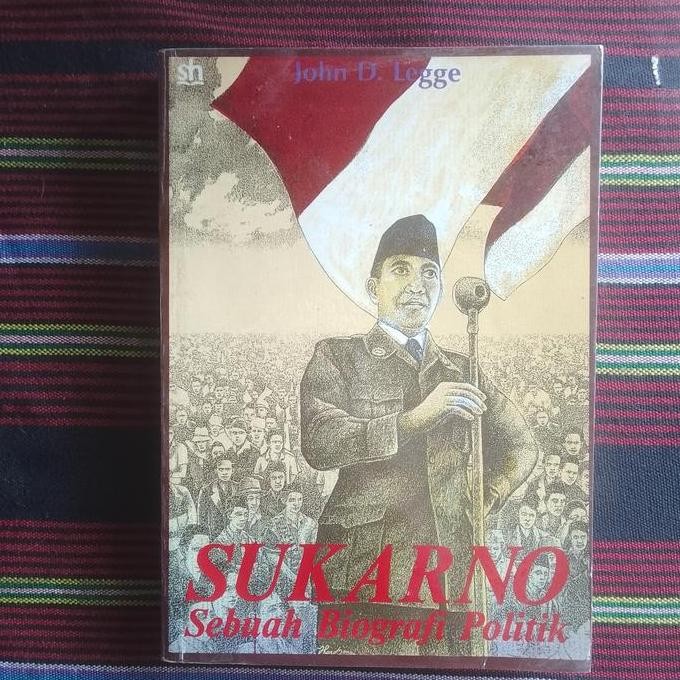 sh
John D. Legge
SUKARNO
Sebuah Biografi Politik